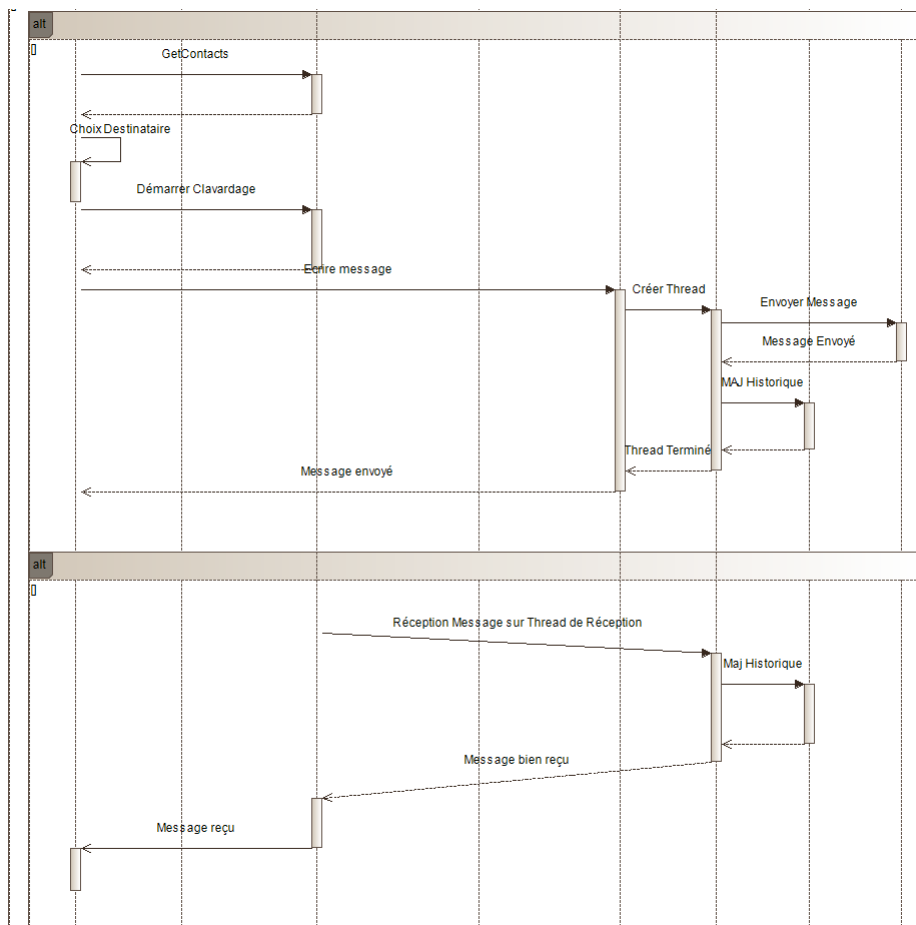 alt
[]
GetContacts
Choix Destinataire
Démarrer Clavardage
Ecrire message
Créer Thread
Envoyer Message
Message Envoyé
MAJ Historique
Thread Terminé
Message envoyé
alt
[]
Réception Message sur Thread de Réception
Maj Historique
Message bien reçu
Message reçu